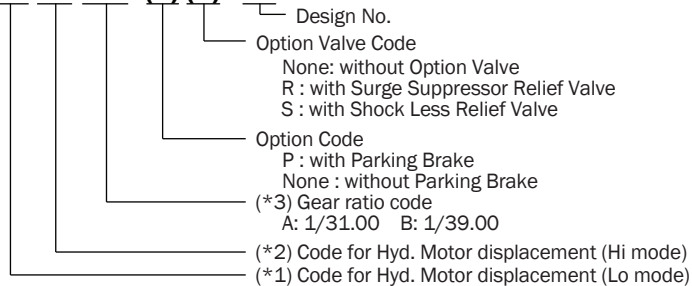 Design No.
Option Valve Code
None: without Option Valve
R : with Surge Suppressor Relief Valve
S : with Shock Less Relief Valve
Option Code
P : with Parking Brake
None : without Parking Brake
(*3) Gear ratio code
A: 1/31.00 B: 1/39.00
(*2) Code for Hyd. Motor displacement (Hi mode)
(*1) Code for Hyd. Motor displacement (Lo mode)